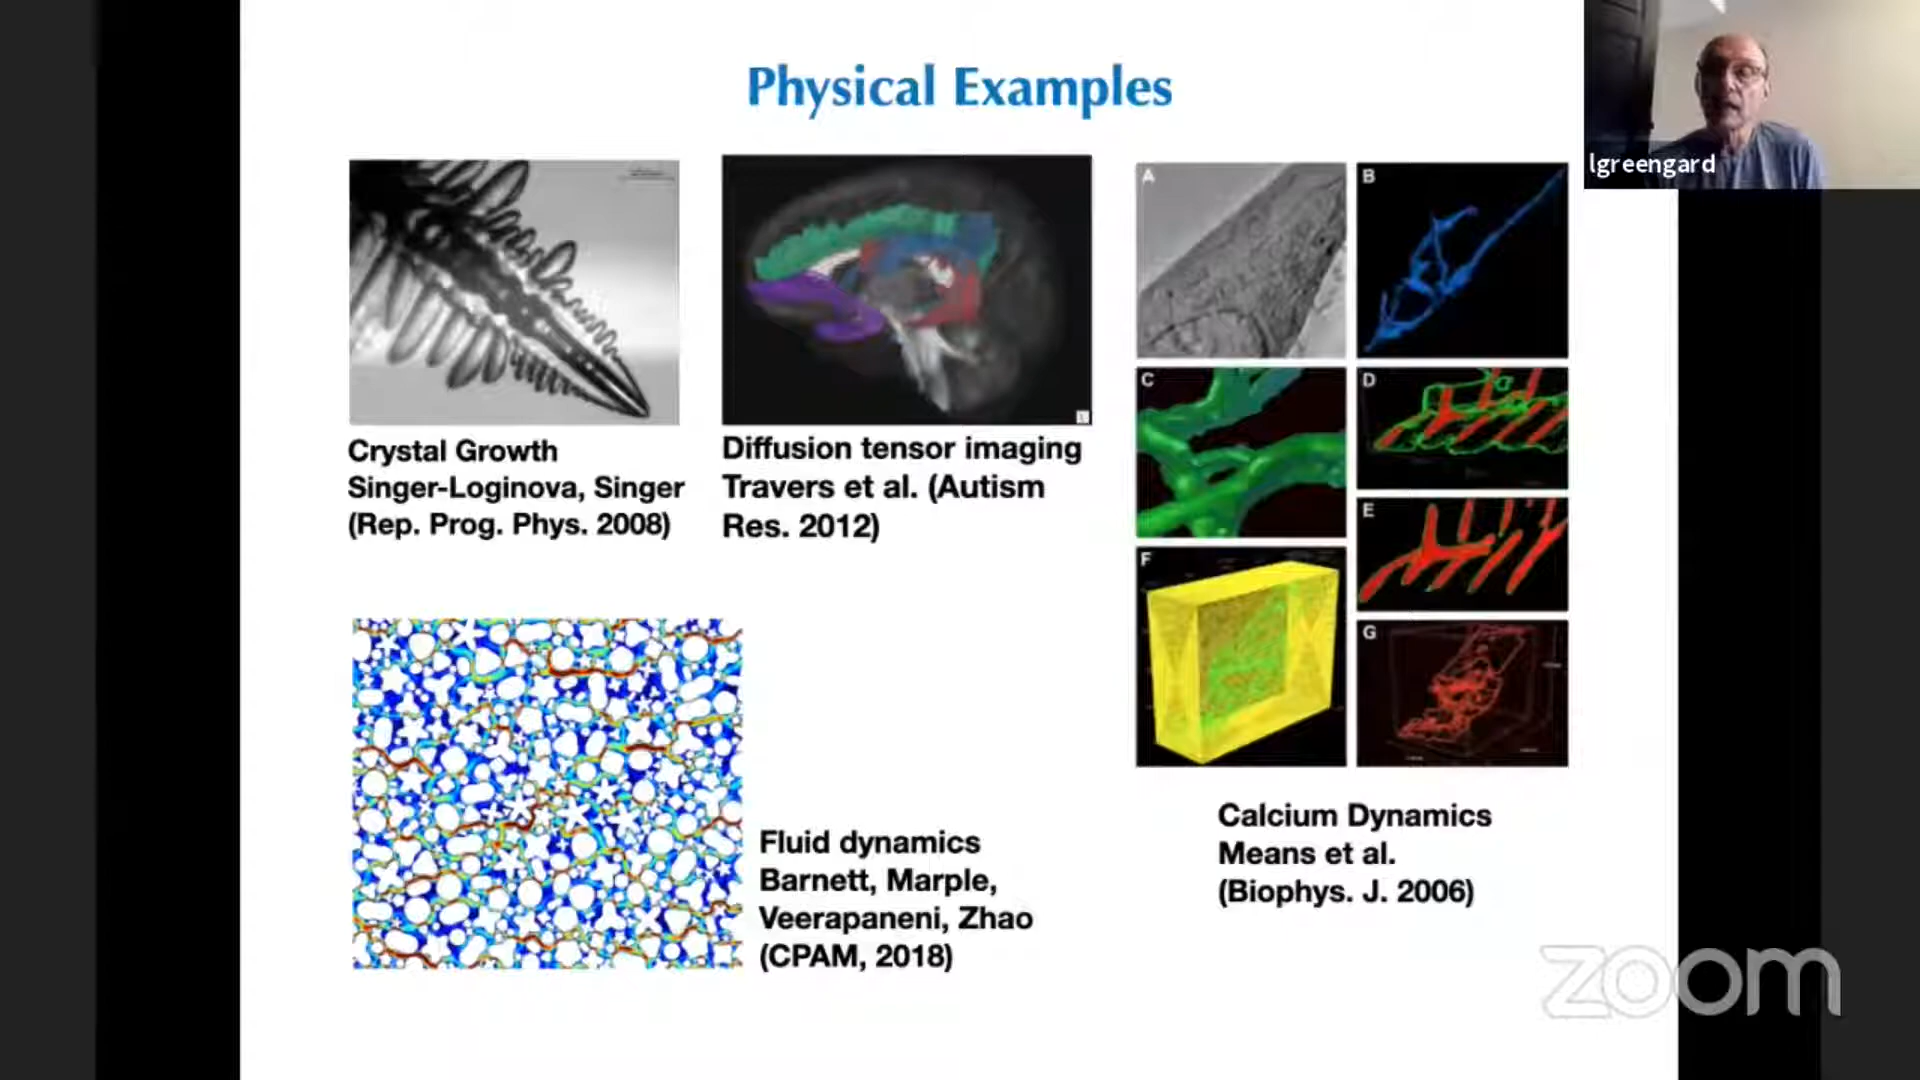 Physical Examples
lgreengard
Crystal Growth
Singer-Loginova, Singer
(Rep. Prog. Phys. 2008)
Diffusion tensor imaging
Travers et al. (Autism
Res. 2012)
A
B
C
D
E
F
G
Fluid dynamics
Barnett, Marple,
Veerapaneni, Zhao
(CPAM, 2018)
Calcium Dynamics
Means et al.
(Biophys. J. 2006)
zoom